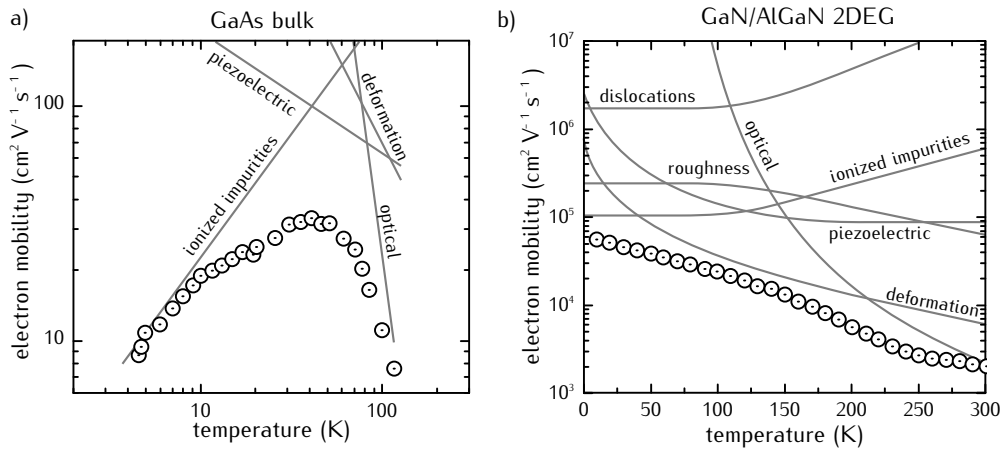 a)
GaAs bulk
electron mobility (cm² V⁻¹ s⁻¹)
100
10
piezoelectric
deformation
ionized impurities
optical
10
100
temperature (K)
b)
GaN/AlGaN 2DEG
electron mobility (cm² V⁻¹ s⁻¹)
10⁷
10⁶
10⁵
10⁴
10³
dislocations
optical
roughness
ionized impurities
piezoelectric
deformation
0
50
100
150
200
250
300
temperature (K)